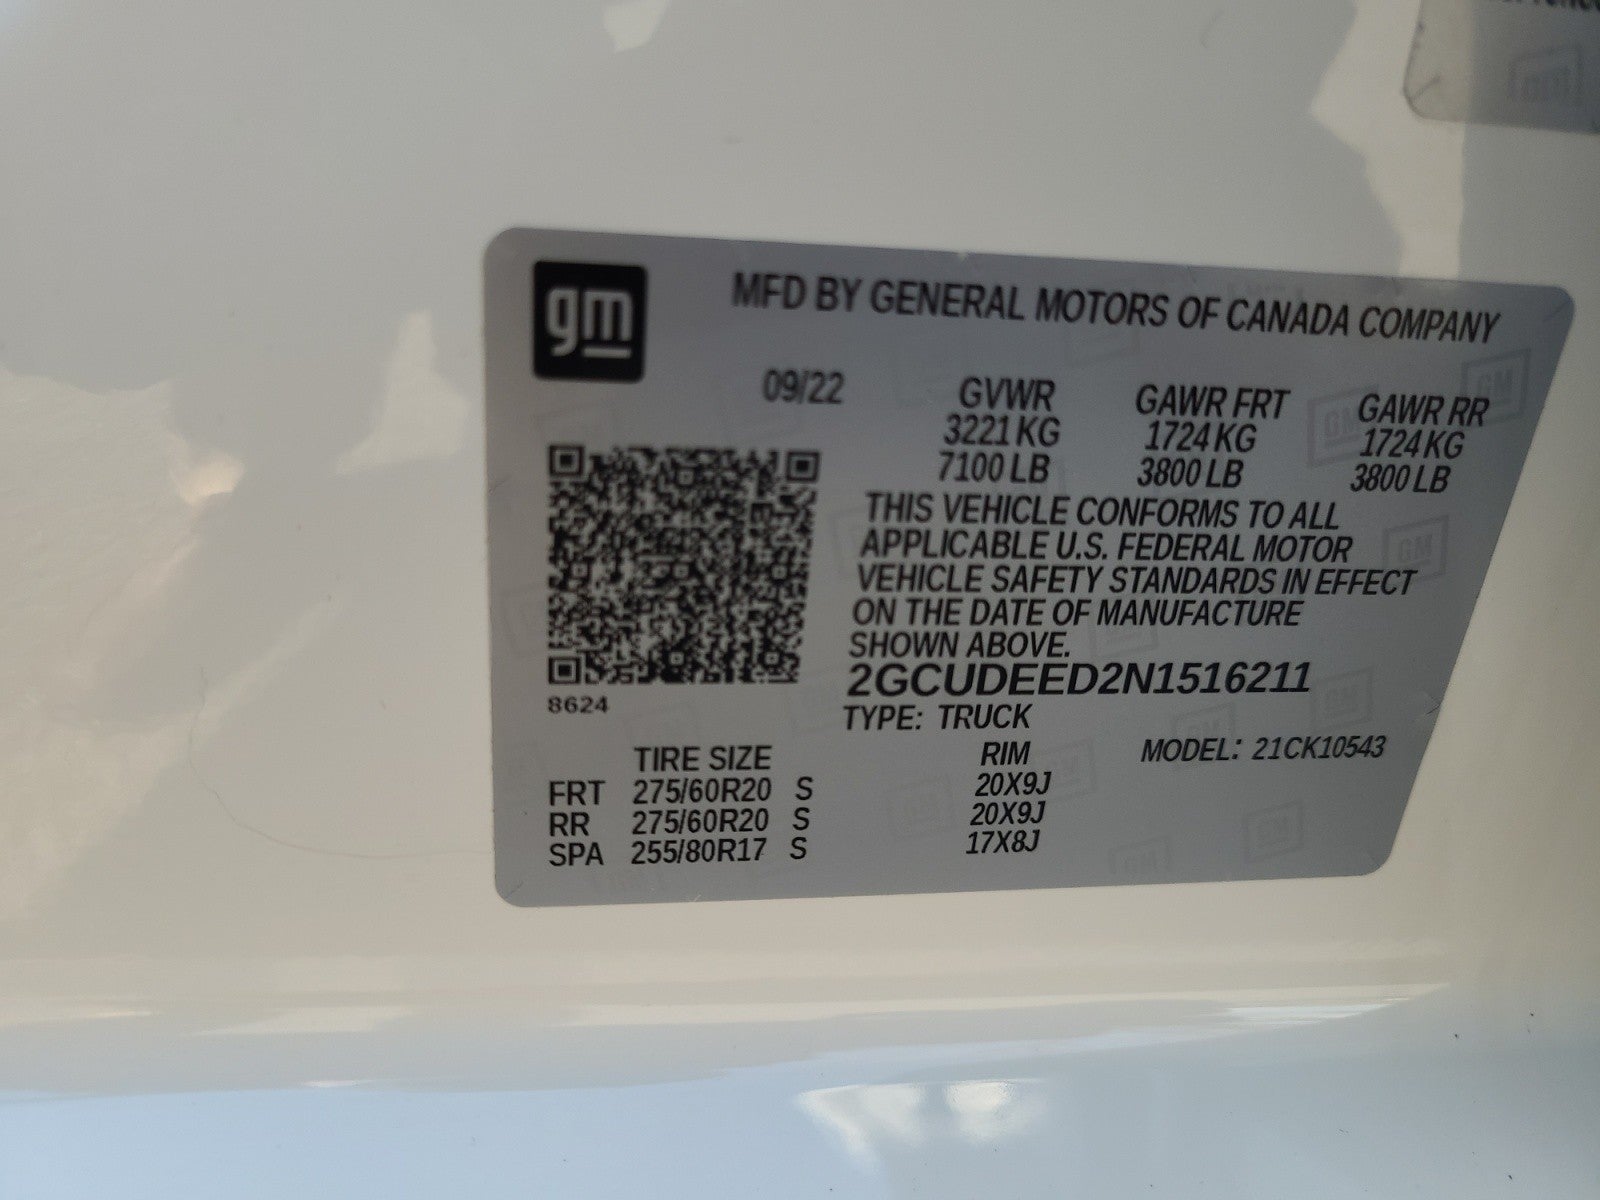 gm
MFD BY GENERAL MOTORS OF CANADA COMPANY
09/22 GVWR GAWR FRT GAWR RR
3221 KG 1724 KG 1724 KG
7100 LB 3800 LB 3800 LB
THIS VEHICLE CONFORMS TO ALL
APPLICABLE U.S. FEDERAL MOTOR
VEHICLE SAFETY STANDARDS IN EFFECT
ON THE DATE OF MANUFACTURE
SHOWN ABOVE.
2GCUDEED2N1516211
8624
TYPE: TRUCK
TIRE SIZE RIM MODEL: 21CK10543
FRT 275/60R20 S 20X9J
RR 275/60R20 S 20X9J
SPA 255/80R17 S 17X8J